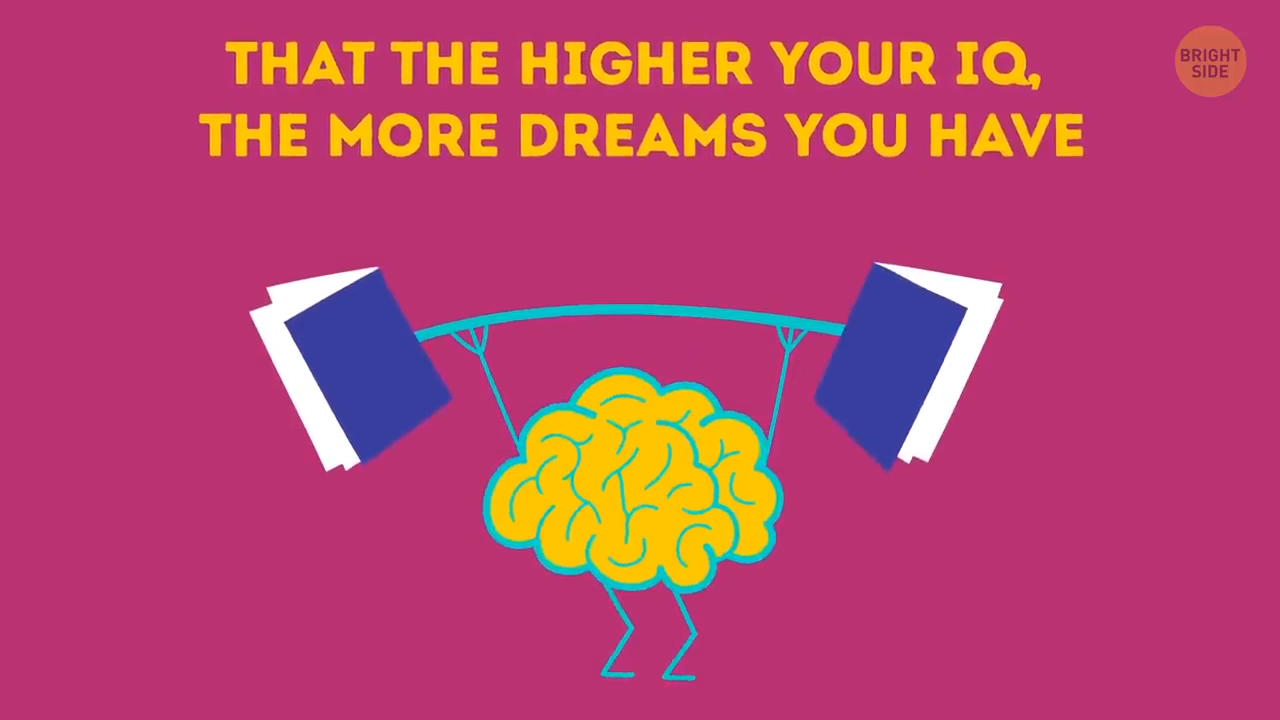 THAT THE HIGHER YOUR IQ,
THE MORE DREAMS YOU HAVE
BRIGHT
SIDE